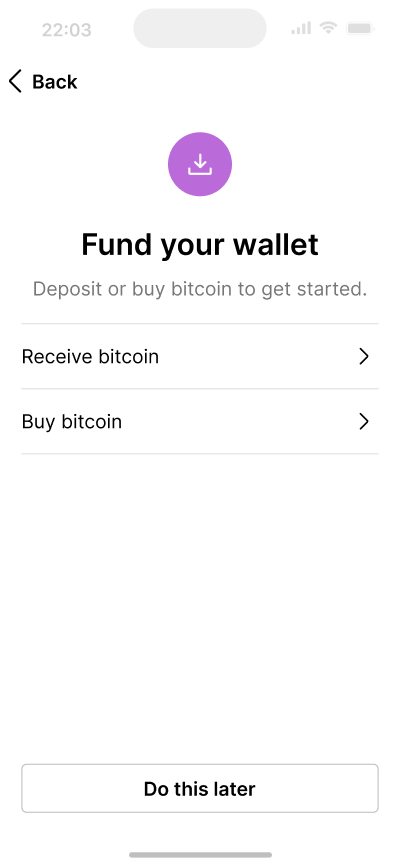 22:03
Back
Fund your wallet
Deposit or buy bitcoin to get started.
Receive bitcoin
Buy bitcoin
Do this later